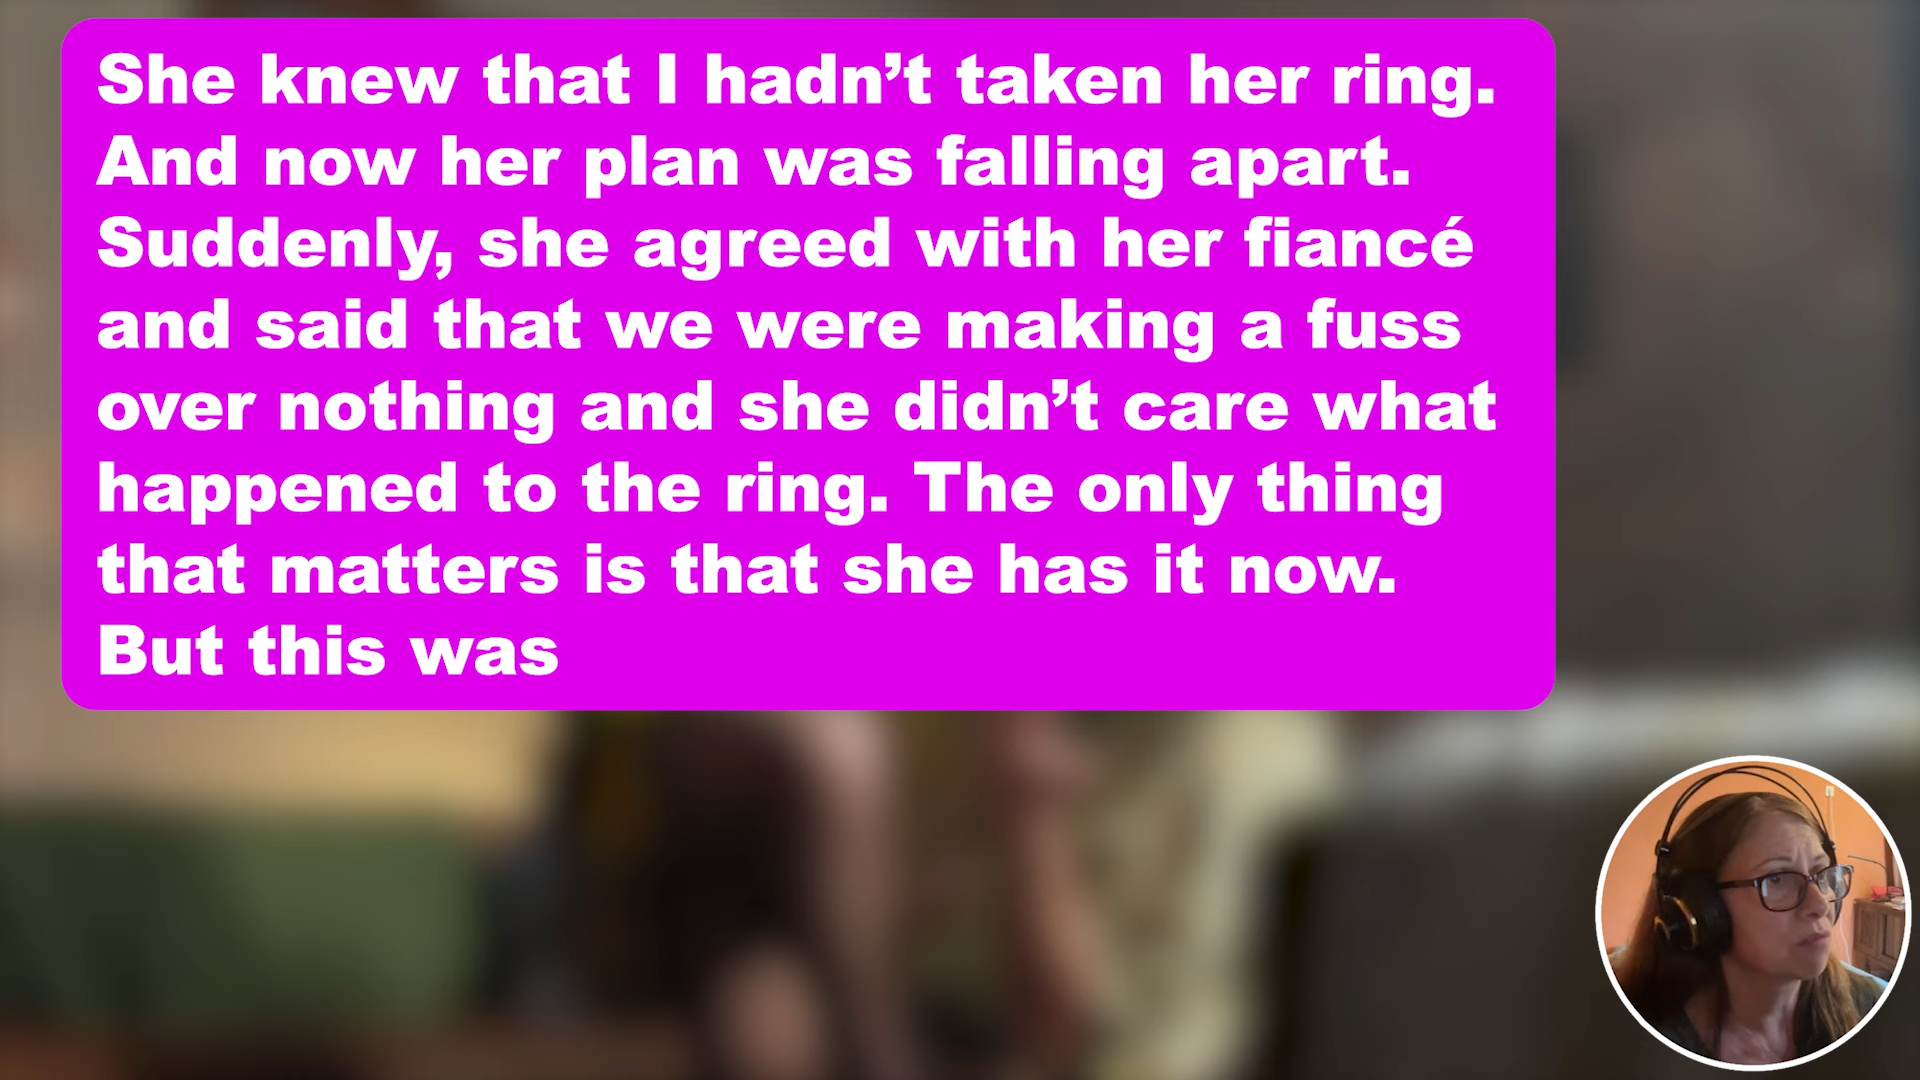 She knew that I hadn’t taken her ring.
And now her plan was falling apart.
Suddenly, she agreed with her fiancé
and said that we were making a fuss
over nothing and she didn’t care what
happened to the ring. The only thing
that matters is that she has it now.
But this was